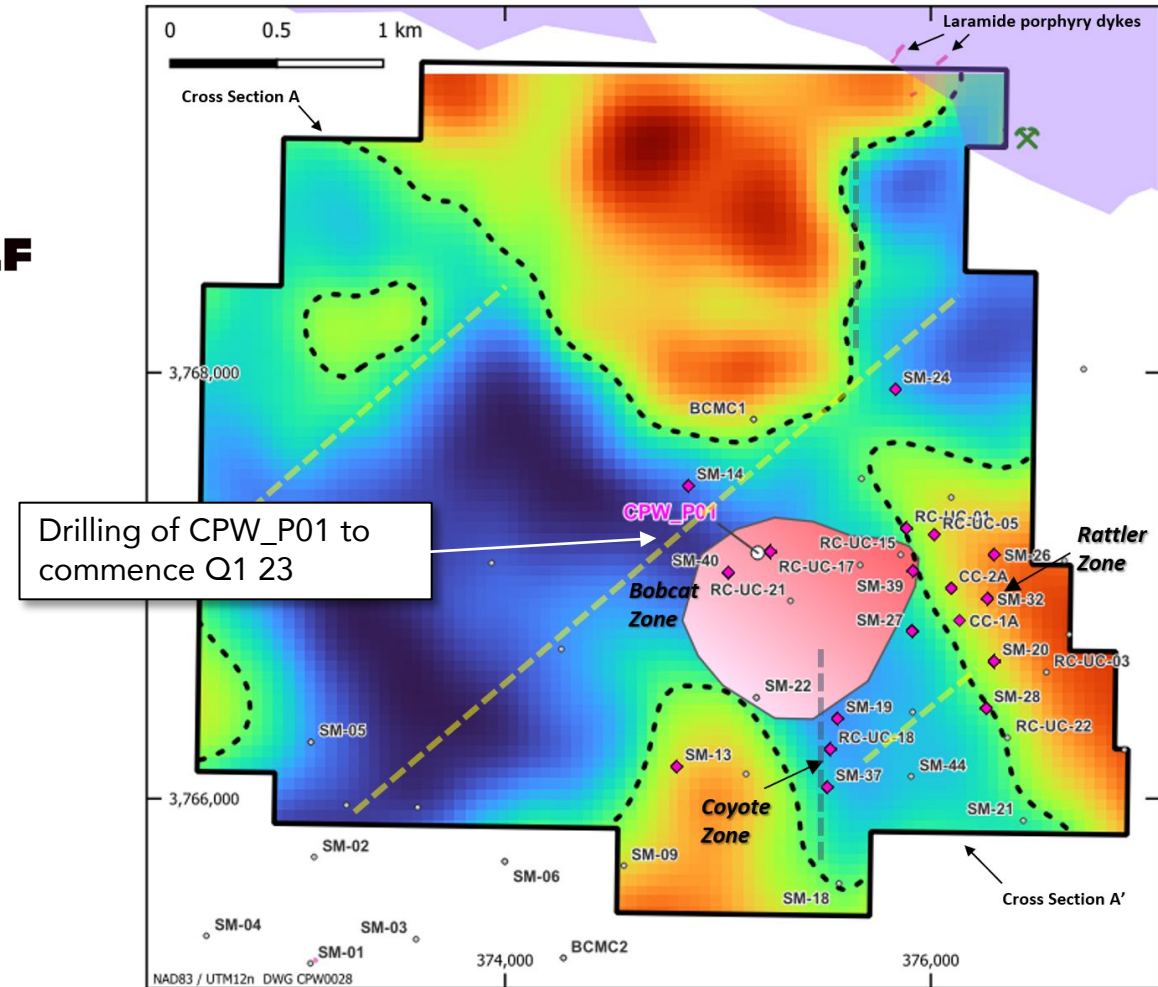 0 0.5 1 km
Laramide porphyry dykes
Cross Section A
3,768,000
SM-24
BCMC1
SM-14
CPW_P01
Drilling of CPW_P01 to
commence Q1 23
RC-UC-01
RC-UC-05
RC-UC-15
SM-26
Rattler
Zone
SM-40
RC-UC-17
SM-39
CC-2A
SM-32
Bobcat
Zone
RC-UC-21
CC-1A
SM-27
SM-20
RC-UC-03
SM-22
SM-28
SM-19
RC-UC-22
SM-05
RC-UC-18
SM-13
SM-37
SM-44
3,766,000
Coyote
Zone
SM-21
SM-02
SM-09
SM-06
SM-18
Cross Section A'
SM-04
SM-03
SM-01
BCMC2
374,000
376,000
NAD83 / UTM12n DWG CPW0028